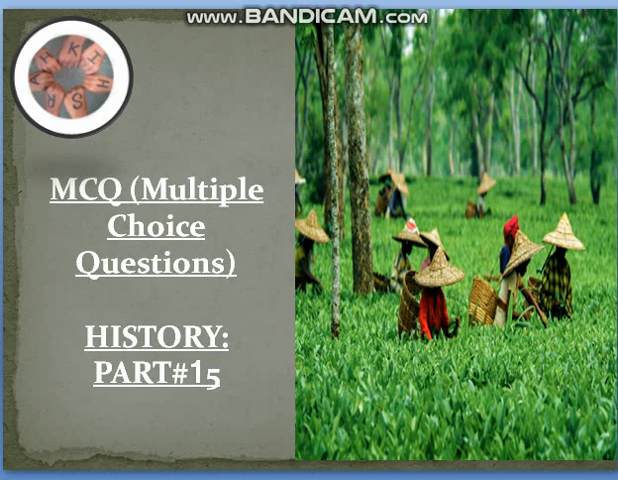 www.BANDICAM.com
MCQ (Multiple
Choice
Questions)
HISTORY:
PART#15